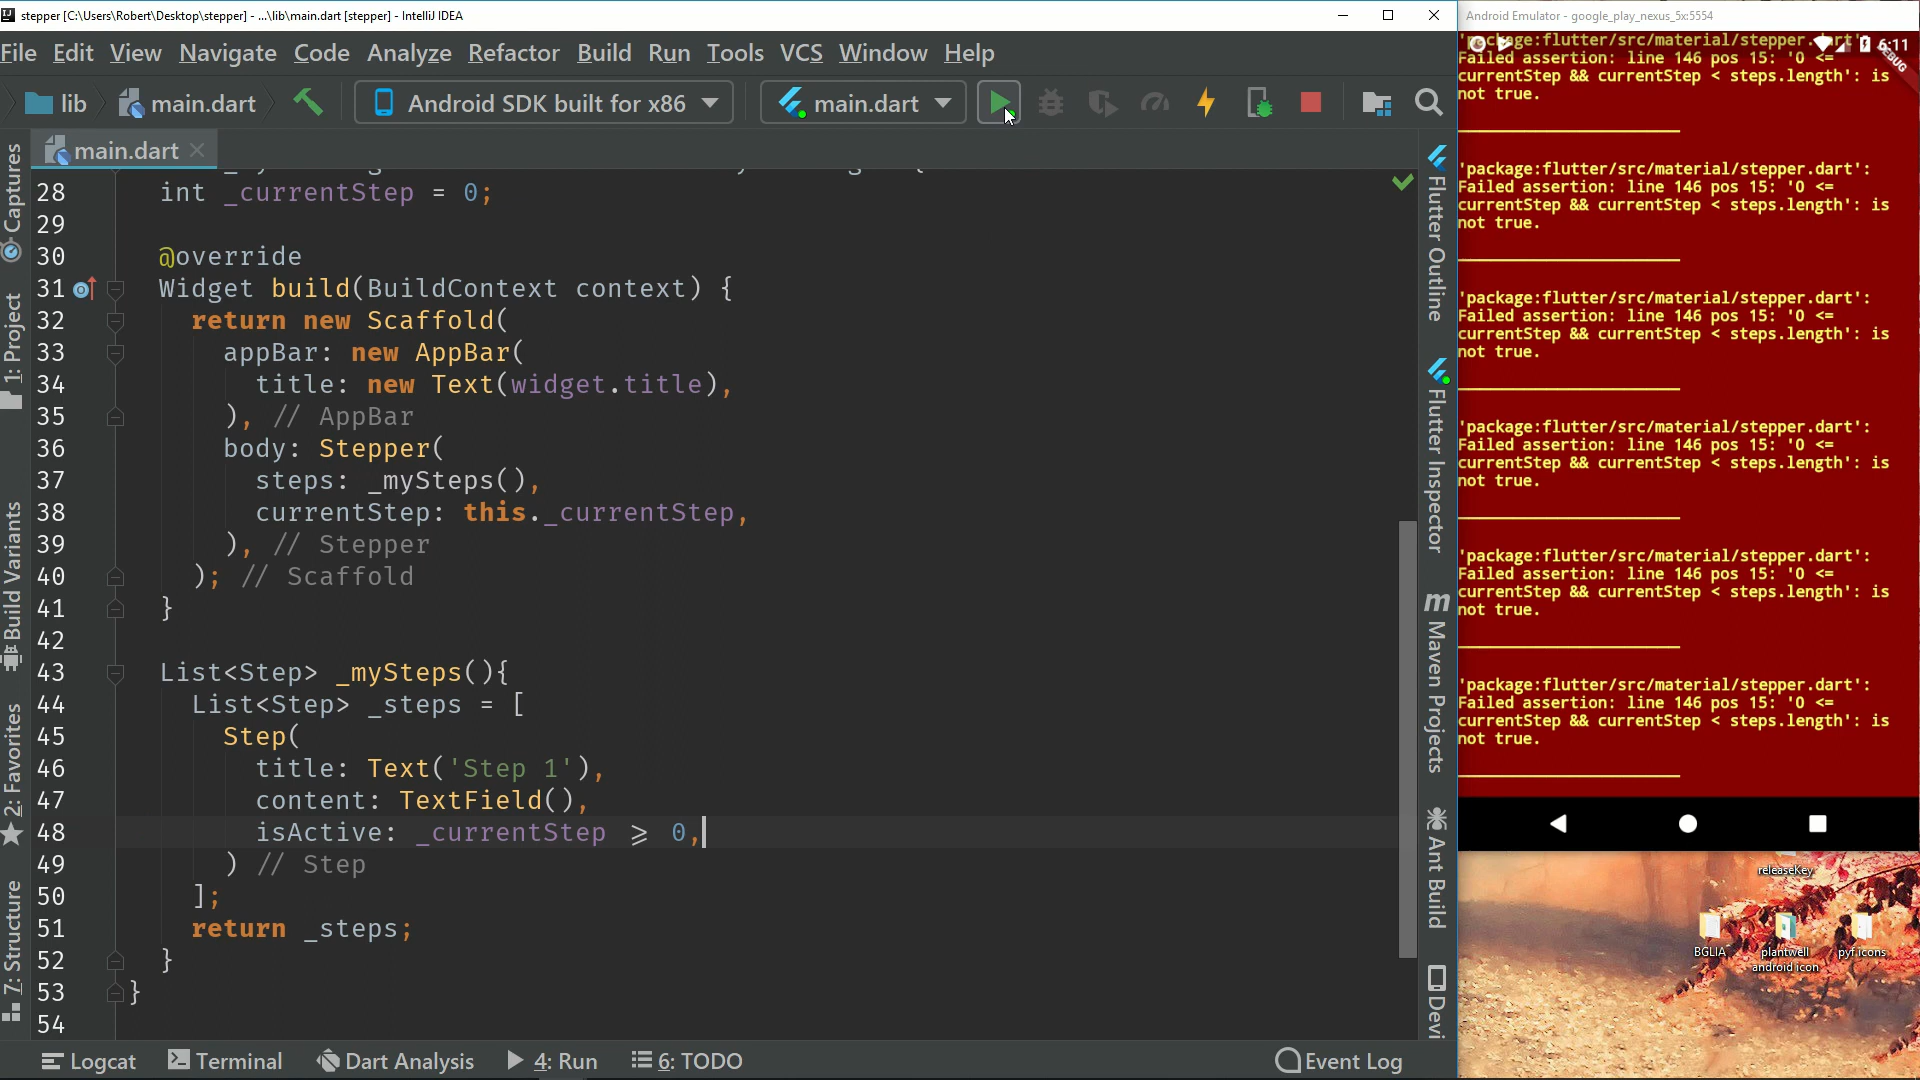 stepper [C:\Users\Robert\Desktop\stepper] - ...\lib\main.dart [stepper] - IntelliJ IDEA
File Edit View Navigate Code Analyze Refactor Build Run Tools VCS Window Help
lib main.dart Android SDK built for x86 main.dart
main.dart
28 int _currentStep = 0;
29
30 @override
31 Widget build(BuildContext context) {
32 return new Scaffold(
33 appBar: new AppBar(
34 title: new Text(widget.title),
35 ), // AppBar
36 body: Stepper(
37 steps: _mySteps(),
38 currentStep: this._currentStep,
39 ), // Stepper
40 ); // Scaffold
41 }
42
43 List<Step> _mySteps(){
44 List<Step> _steps = [
45 Step(
46 title: Text('Step 1'),
47 content: TextField(),
48 isActive: _currentStep ⩾ 0,
49 ) // Step
50 ];
51 return _steps;
52 }
53 }
54
Captures
1: Project
Build Variants
2: Favorites
7: Structure
Flutter Outline
Flutter Inspector
m Maven Projects
Ant Build
Devi
Logcat Terminal Dart Analysis 4: Run 6: TODO Event Log
Android Emulator - google_play_nexus_5x:5554
6:11
DEBUG
'package:flutter/src/material/stepper.dart':
Failed assertion: line 146 pos 15: '0 <=
currentStep && currentStep < steps.length': is
not true.
'package:flutter/src/material/stepper.dart':
Failed assertion: line 146 pos 15: '0 <=
currentStep && currentStep < steps.length': is
not true.
'package:flutter/src/material/stepper.dart':
Failed assertion: line 146 pos 15: '0 <=
currentStep && currentStep < steps.length': is
not true.
'package:flutter/src/material/stepper.dart':
Failed assertion: line 146 pos 15: '0 <=
currentStep && currentStep < steps.length': is
not true.
'package:flutter/src/material/stepper.dart':
Failed assertion: line 146 pos 15: '0 <=
currentStep && currentStep < steps.length': is
not true.
'package:flutter/src/material/stepper.dart':
Failed assertion: line 146 pos 15: '0 <=
currentStep && currentStep < steps.length': is
not true.
releaseKey
BGLIA
plantwell
android icon
pyf icons